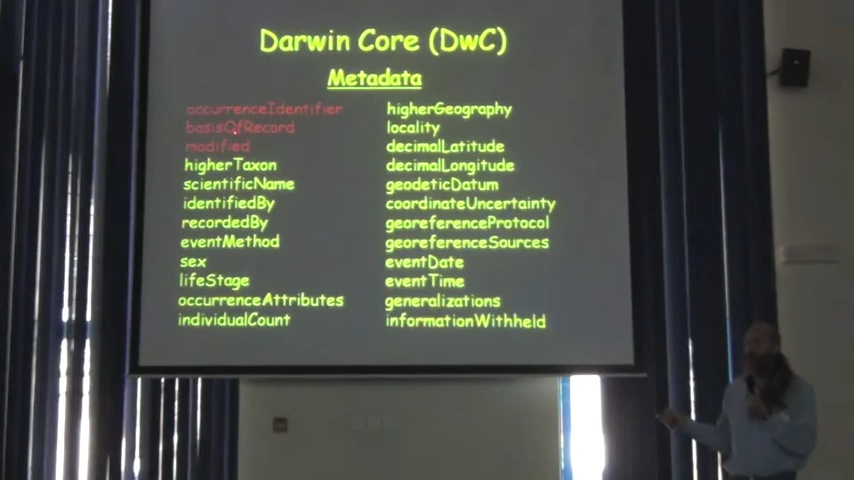 Darwin Core (DwC)
Metadata
occurrenceIdentifier
basisOfRecord
modified
higherTaxon
scientificName
identifiedBy
recordedBy
eventMethod
sex
lifeStage
occurrenceAttributes
individualCount
higherGeography
locality
decimalLatitude
decimalLongitude
geodeticDatum
coordinateUncertainty
georeferenceProtocol
georeferenceSources
eventDate
eventTime
generalizations
informationWithheld